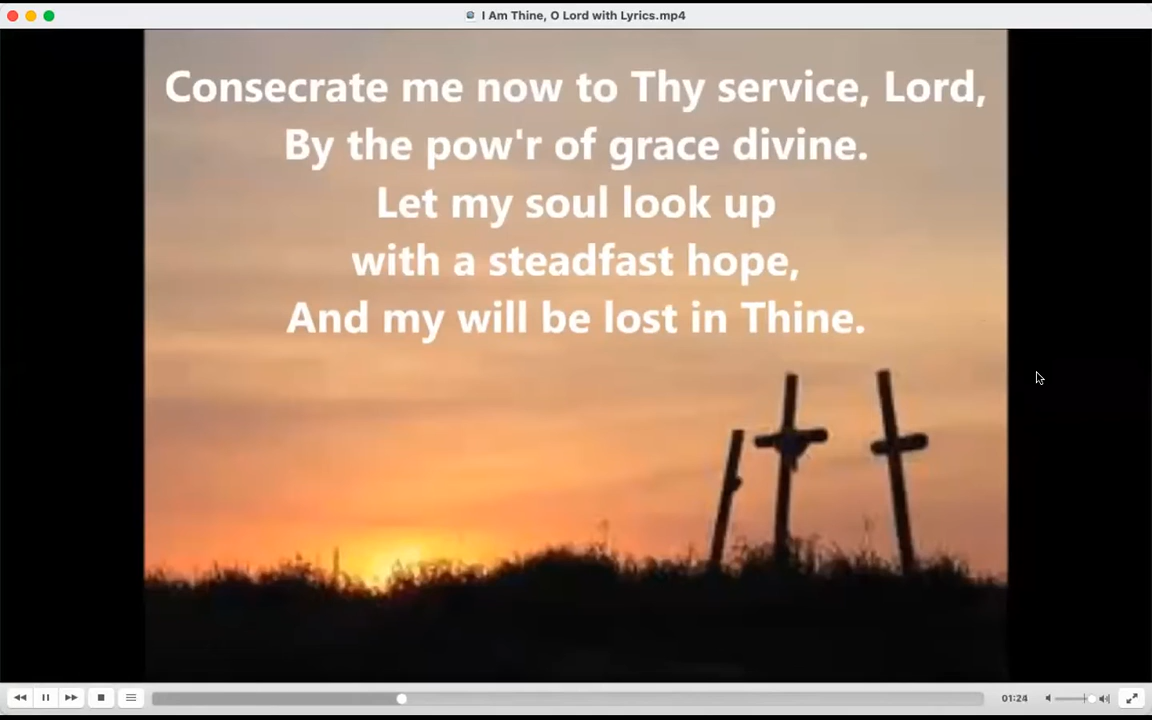 I Am Thine, O Lord with Lyrics.mp4
Consecrate me now to Thy service, Lord,
By the pow'r of grace divine.
Let my soul look up
with a steadfast hope,
And my will be lost in Thine.
01:24